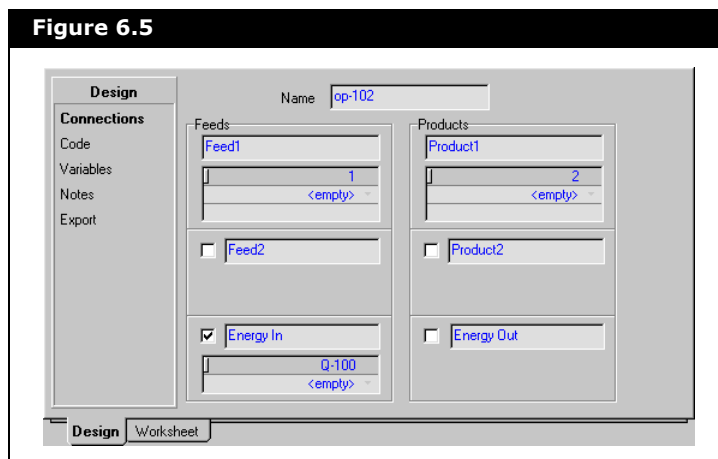 Figure 6.5
Design
Connections
Code
Variables
Notes
Export
Name op-102
Feeds
Feed1
1
<empty>
Feed2
Energy In
Q-100
<empty>
Products
Product1
2
<empty>
Product2
Energy Out
Design Worksheet